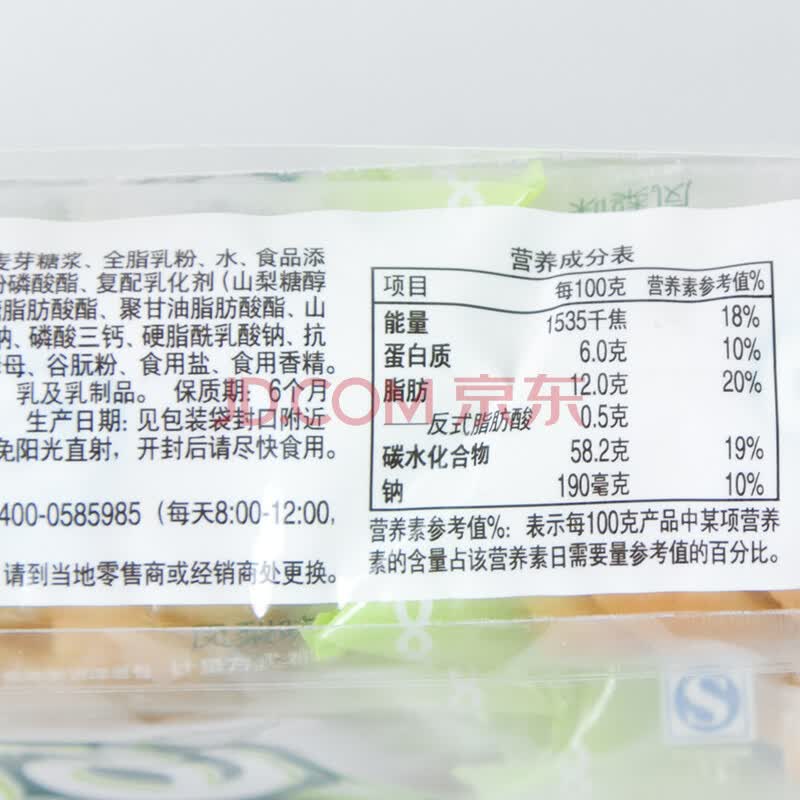 麦芽糖浆、全脂乳粉、水、食品添
磷酸酯、复配乳化剂(山梨糖醇
脂肪酸酯、聚甘油脂肪酸酯、山
钠、磷酸三钙、硬脂酰乳酸钠、抗
母、谷朊粉、食用盐、食用香精。
乳及乳制品。 保质期: 6个月
生产日期: 见包装袋封口附近
免阳光直射，开封后请尽快食用。
400-0585985（每天8:00-12:00,
请到当地零售商或经销商处更换。
营养成分表
项目 每100克 营养素参考值%
能量 1535千焦 18%
蛋白质 6.0克 10%
脂肪 12.0克 20%
——反式脂肪酸 0.5克
碳水化合物 58.2克 19%
钠 190毫克 10%
营养素参考值%：表示每100克产品中某项营养
素的含量占该营养素日需要量参考值的百分比。
JD.COM 京东
凤梨味
S